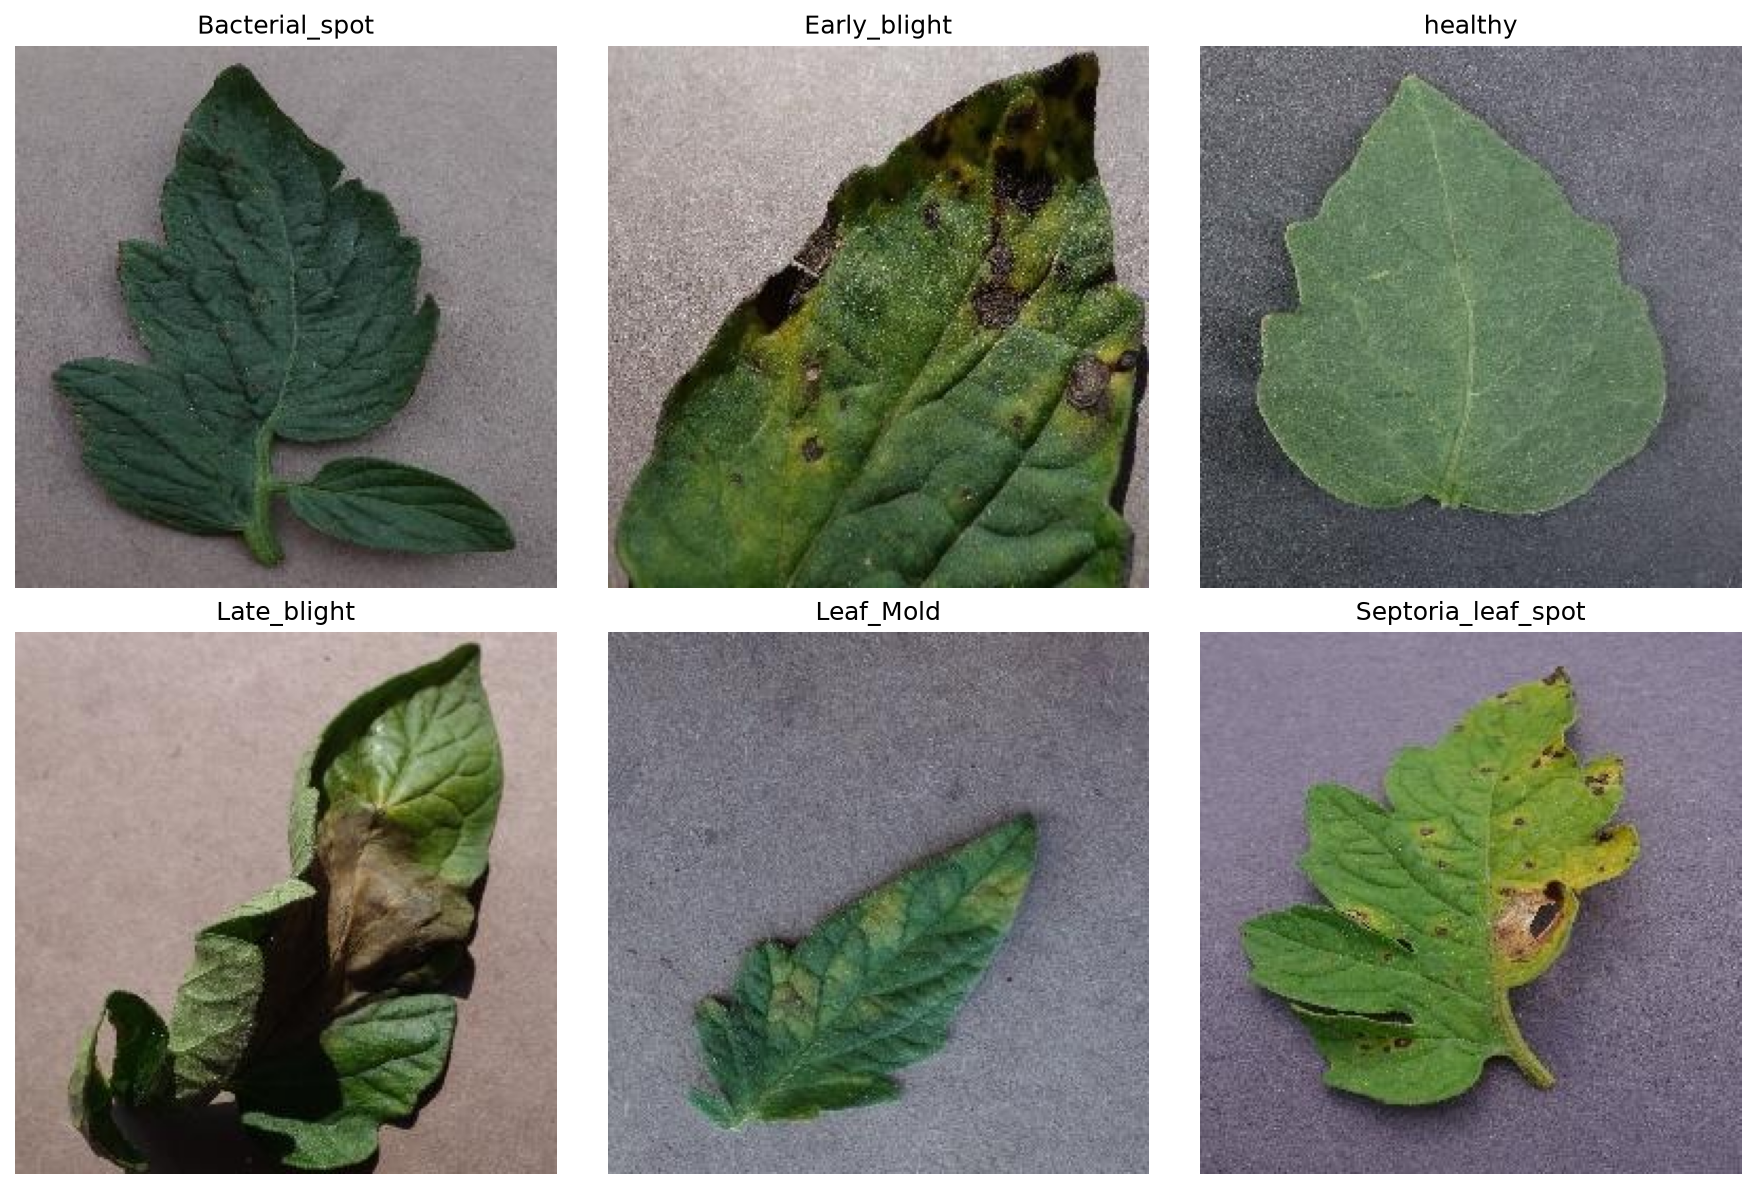 Bacterial_spot
Early_blight
healthy
Late_blight
Leaf_Mold
Septoria_leaf_spot